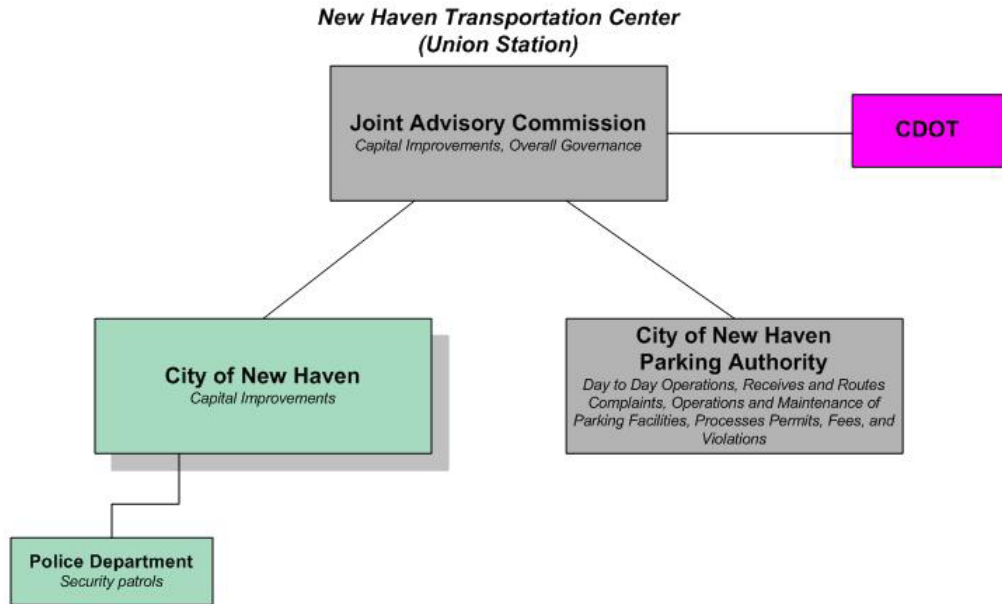 New Haven Transportation Center
(Union Station)
Joint Advisory Commission
Capital Improvements, Overall Governance
CDOT
City of New Haven
Capital Improvements
City of New Haven
Parking Authority
Day to Day Operations, Receives and Routes
Complaints, Operations and Maintenance of
Parking Facilities, Processes Permits, Fees, and
Violations
Police Department
Security patrols